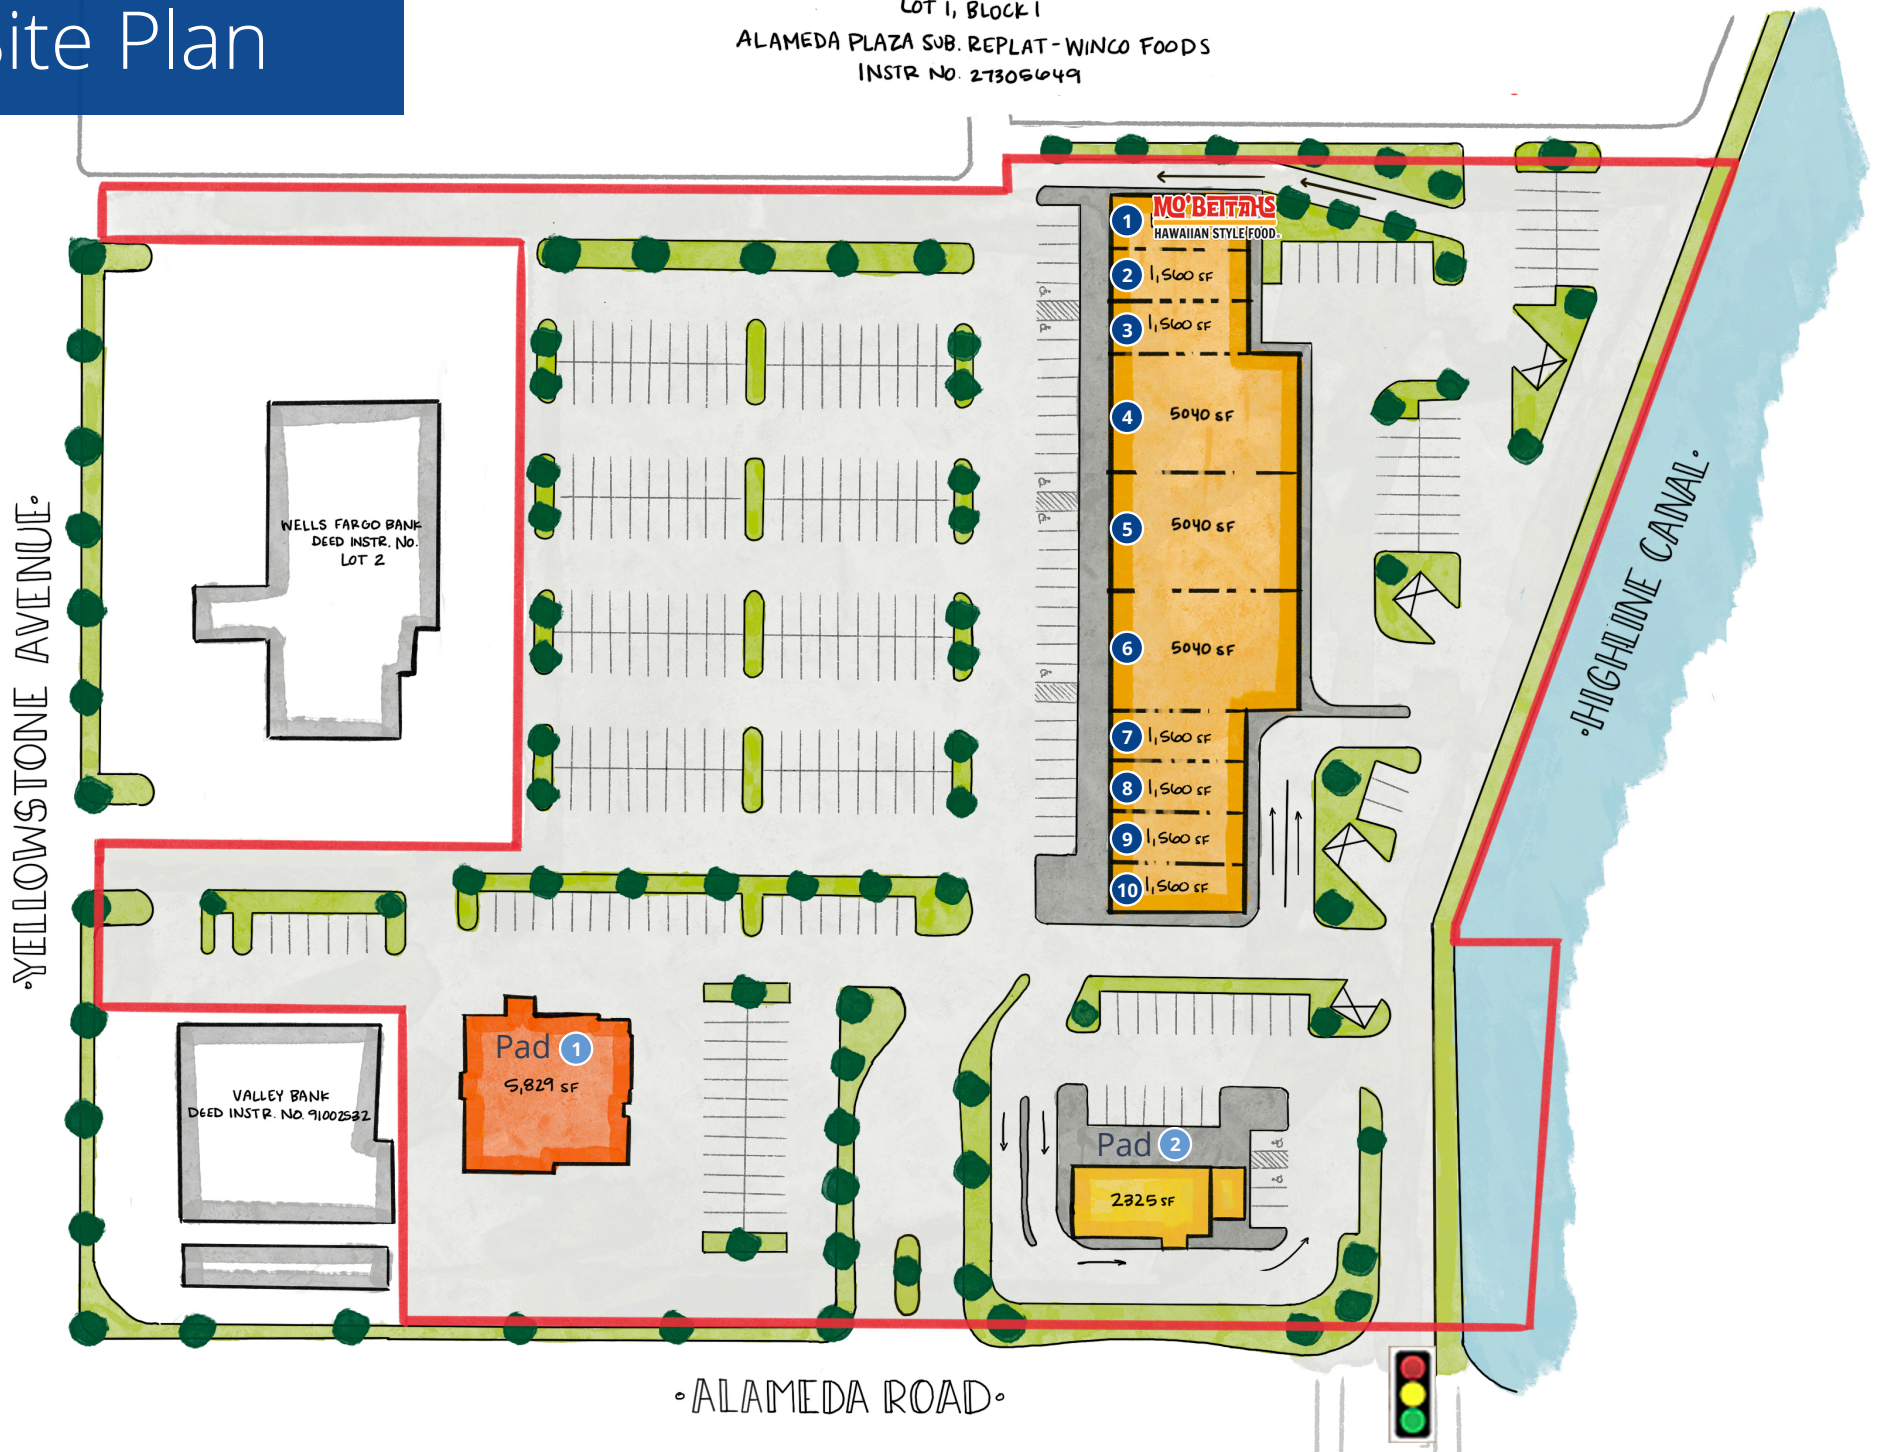 ite Plan
LOT 1, BLOCK 1
ALAMEDA PLAZA SUB. REPLAT - WINCO FOODS
INSTR NO. 27305649
1
MO'BETTAHS
HAWAIIAN STYLE FOOD.
2 1,560 SF
3 1,560 SF
4 5040 SF
5 5040 SF
6 5040 SF
7 1,560 SF
8 1,560 SF
9 1,560 SF
10 1,560 SF
WELLS FARGO BANK
DEED INSTR. NO.
LOT 2
·YELLOWSTONE AVENUE·
·HIGHLINE CANAL·
Pad 1
5,829 SF
VALLEY BANK
DEED INSTR. NO. 91002532
Pad 2
2325 SF
·ALAMEDA ROAD·